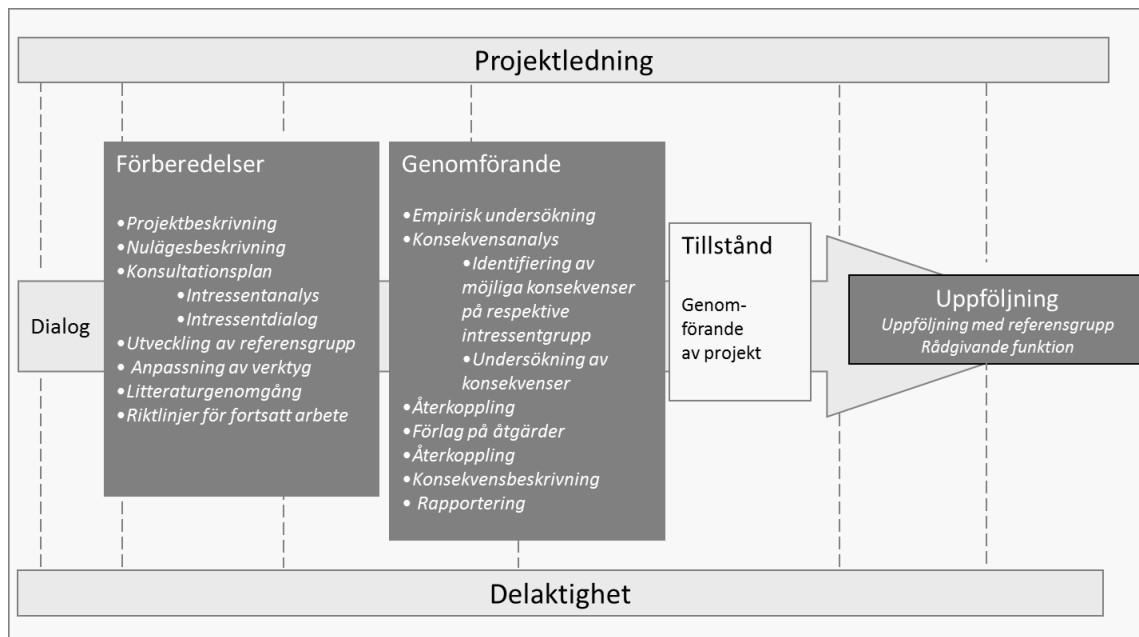 Projektledning
Dialog
Förberedelser
•Projektbeskrivning
•Nulägesbeskrivning
•Konsultationsplan
•Intressentanalys
•Intressentdialog
•Utveckling av referensgrupp
• Anpassning av verktyg
•Litteraturgenomgång
•Riktlinjer för fortsatt arbete
Genomförande
•Empirisk undersökning
•Konsekvensanalys
•Identifiering av
möjliga konsekvenser
på respektive
intressentgrupp
•Undersökning av
konsekvenser
•Återkoppling
•Förlag på åtgärder
•Återkoppling
•Konsekvensbeskrivning
• Rapportering
Tillstånd
Genom-
förande
av projekt
Uppföljning
Uppföljning med referensgrupp
Rådgivande funktion
Delaktighet